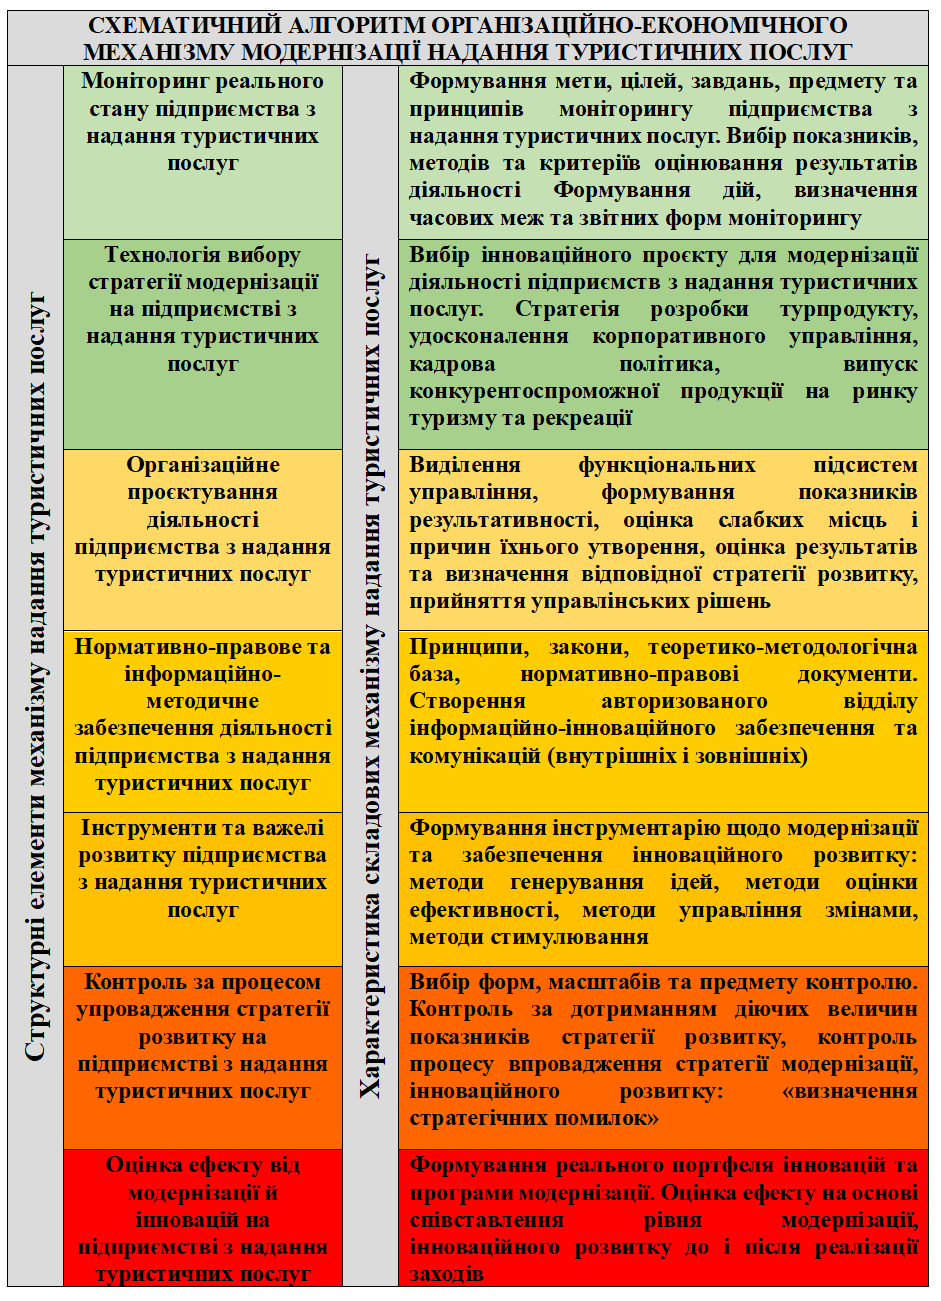 СХЕМАТИЧНИЙ АЛГОРИТМ ОРГАНІЗАЦІЙНО-ЕКОНОМІЧНОГО
МЕХАНІЗМУ МОДЕРНІЗАЦІЇ НАДАННЯ ТУРИСТИЧНИХ ПОСЛУГ
Структурні елементи механізму надання туристичних послуг
Моніторинг реального
стану підприємства з
надання туристичних
послуг
Технологія вибору
стратегії модернізації
на підприємстві з
надання туристичних
послуг
Організаційне
проєктування
діяльності
підприємства з надання
туристичних послуг
Нормативно-правове та
інформаційно-
методичне
забезпечення діяльності
підприємства з надання
туристичних послуг
Інструменти та важелі
розвитку підприємства
з надання туристичних
послуг
Контроль за процесом
упровадження стратегії
розвитку на
підприємстві з надання
туристичних послуг
Оцінка ефекту від
модернізації й
інновацій на
підприємстві з надання
туристичних послуг
Характеристика складових механізму надання туристичних послуг
Формування мети, цілей, завдань, предмету та
принципів моніторингу підприємства з
надання туристичних послуг. Вибір показників,
методів та критеріїв оцінювання результатів
діяльності Формування дій, визначення
часових меж та звітних форм моніторингу
Вибір інноваційного проєкту для модернізації
діяльності підприємств з надання туристичних
послуг. Стратегія розробки турпродукту,
удосконалення корпоративного управління,
кадрова політика, випуск
конкурентоспроможної продукції на ринку
туризму та рекреації
Виділення функціональних підсистем
управління, формування показників
результативності, оцінка слабких місць і
причин їхнього утворення, оцінка результатів
та визначення відповідної стратегії розвитку,
прийняття управлінських рішень
Принципи, закони, теоретико-методологічна
база, нормативно-правові документи.
Створення авторизованого відділу
інформаційно-інноваційного забезпечення та
комунікацій (внутрішніх і зовнішніх)
Формування інструментарію щодо модернізації
та забезпечення інноваційного розвитку:
методи генерування ідей, методи оцінки
ефективності, методи управління змінами,
методи стимулювання
Вибір форм, масштабів та предмету контролю.
Контроль за дотриманням діючих величин
показників стратегії розвитку, контроль
процесу впровадження стратегії модернізації,
інноваційного розвитку: «визначення
стратегічних помилок»
Формування реального портфеля інновацій та
програми модернізації. Оцінка ефекту на основі
співставлення рівня модернізації,
інноваційного розвитку до і після реалізації
заходів